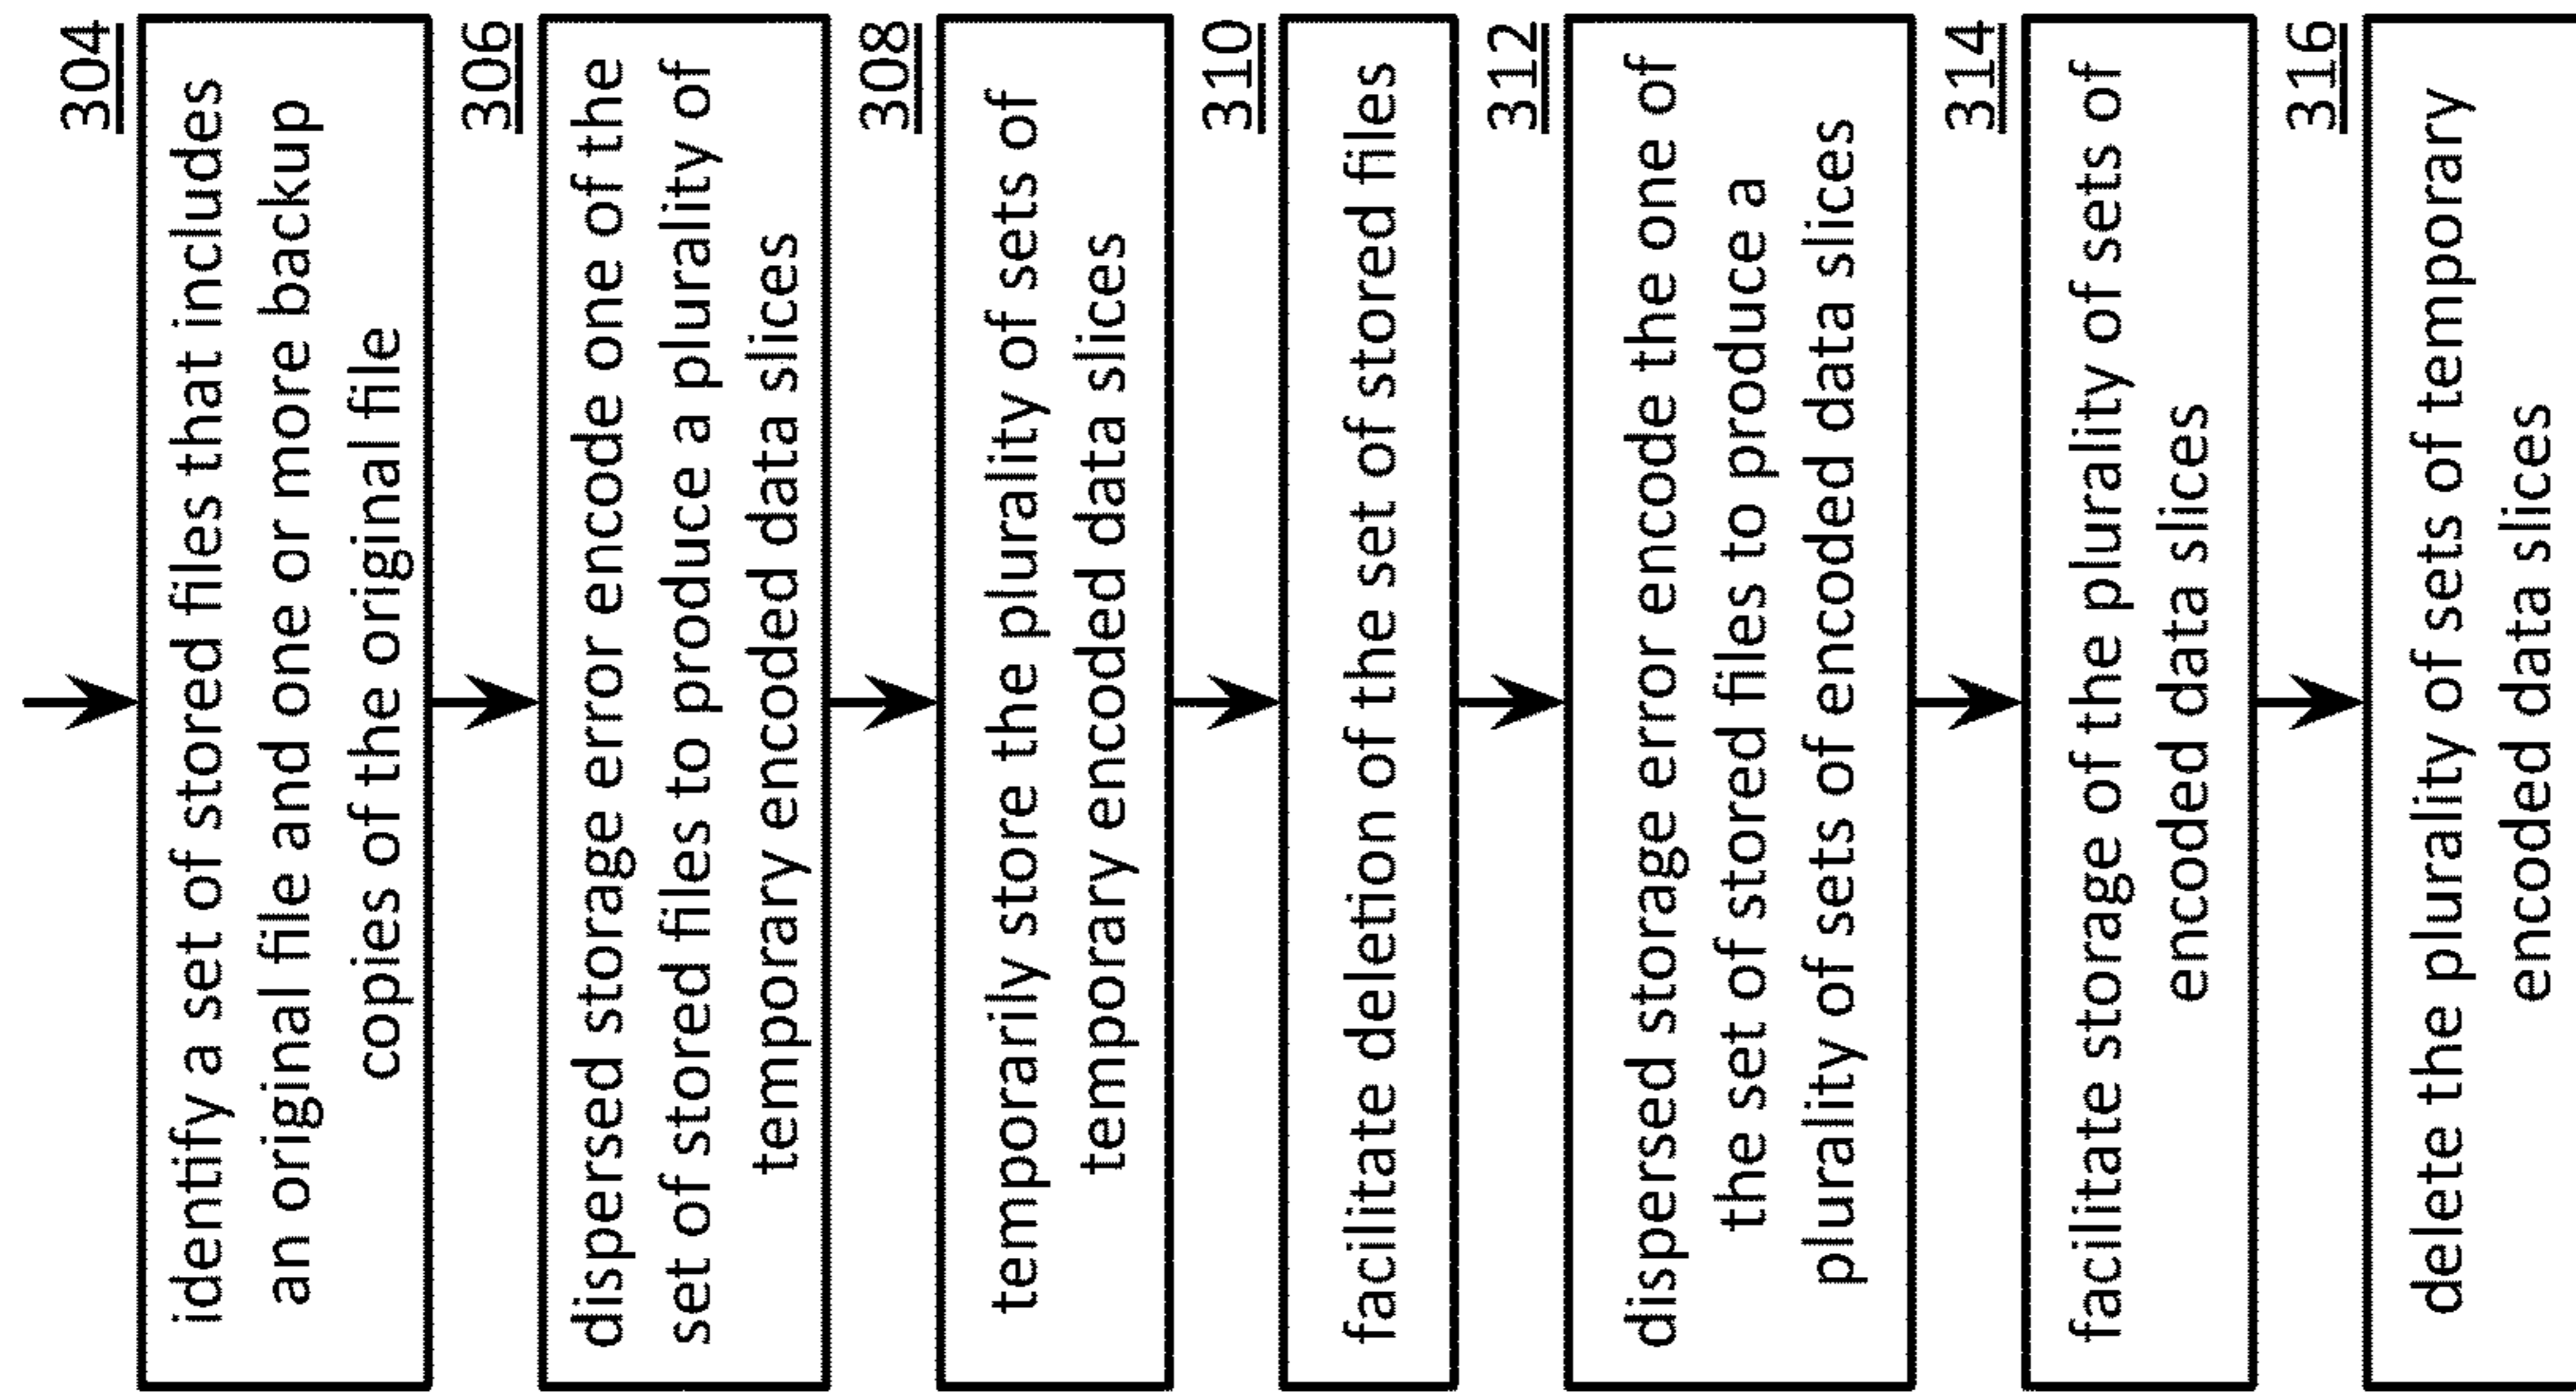 304
identify a set of stored files that includes
an original file and one or more backup
copies of the original file
306
dispersed storage error encode one of the
set of stored files to produce a plurality of
temporary encoded data slices
308
temporarily store the plurality of sets of
temporary encoded data slices
310
facilitate deletion of the set of stored files
312
dispersed storage error encode the one of
the set of stored files to produce a
plurality of sets of encoded data slices
314
facilitate storage of the plurality of sets of
encoded data slices
316
delete the plurality of sets of temporary
encoded data slices